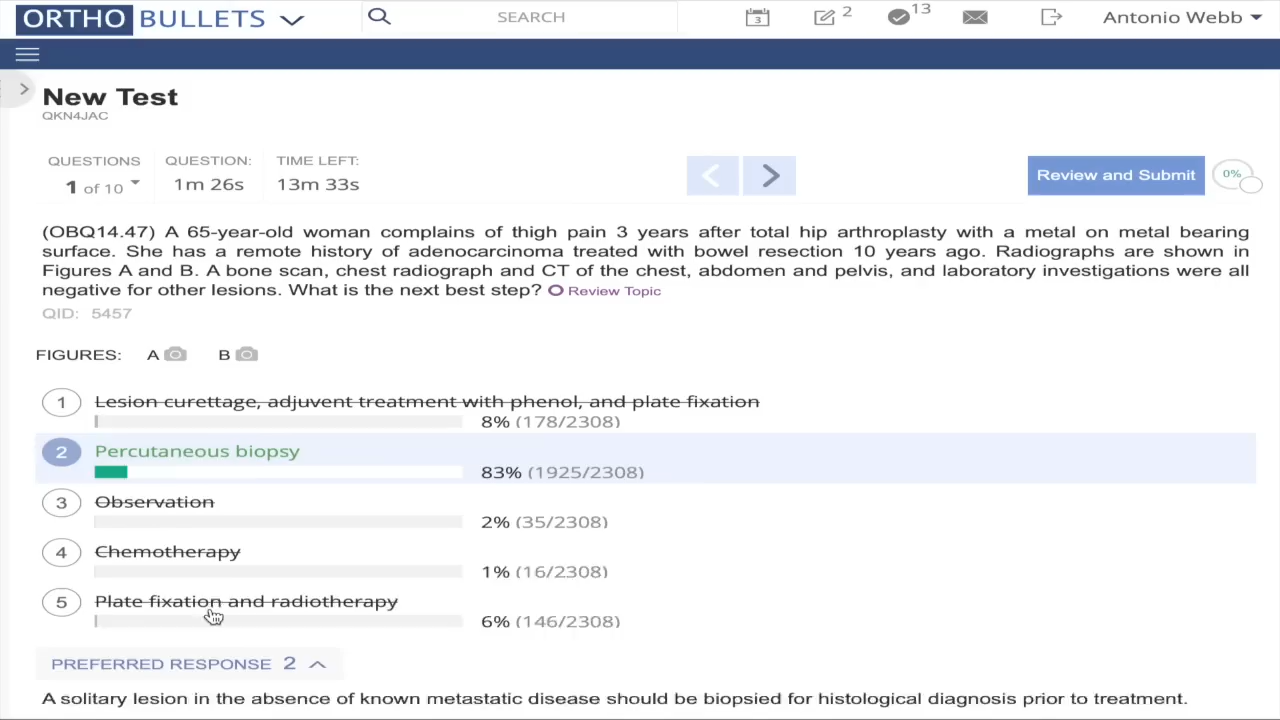 ORTHO BULLETS
SEARCH
3
2
13
Antonio Webb
New Test
QKN4JAC
QUESTIONS QUESTION: TIME LEFT:
1 of 10 1m 26s 13m 33s
Review and Submit
0%
(OBQ14.47) A 65-year-old woman complains of thigh pain 3 years after total hip arthroplasty with a metal on metal bearing
surface. She has a remote history of adenocarcinoma treated with bowel resection 10 years ago. Radiographs are shown in
Figures A and B. A bone scan, chest radiograph and CT of the chest, abdomen and pelvis, and laboratory investigations were all
negative for other lesions. What is the next best step? Review Topic
QID: 5457
FIGURES: A B
1 Lesion curettage, adjuvent treatment with phenol, and plate fixation
8% (178/2308)
2 Percutaneous biopsy
83% (1925/2308)
3 Observation
2% (35/2308)
4 Chemotherapy
1% (16/2308)
5 Plate fixation and radiotherapy
6% (146/2308)
PREFERRED RESPONSE 2
A solitary lesion in the absence of known metastatic disease should be biopsied for histological diagnosis prior to treatment.